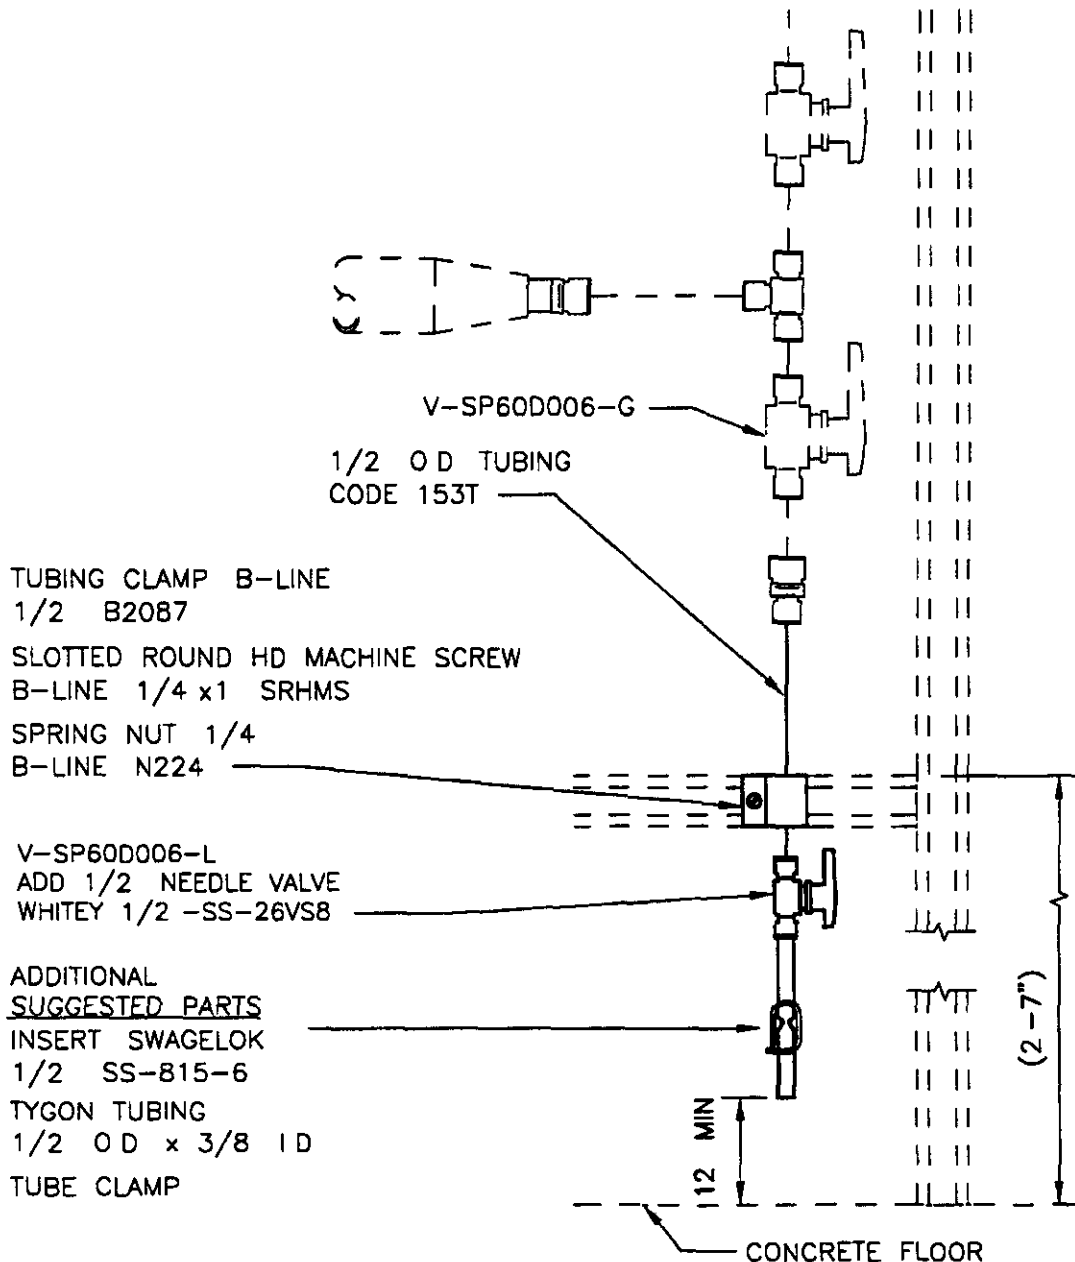 V-SP60D006-G
1/2 O D TUBING
CODE 153T
TUBING CLAMP B-LINE
1/2 B2087
SLOTTED ROUND HD MACHINE SCREW
B-LINE 1/4 x1 SRHMS
SPRING NUT 1/4
B-LINE N224
V-SP60D006-L
ADD 1/2 NEEDLE VALVE
WHITEY 1/2 -SS-26VS8
ADDITIONAL
SUGGESTED PARTS
INSERT SWAGELOK
1/2 SS-815-6
TYGON TUBING
1/2 O D x 3/8 I D
TUBE CLAMP
12 MIN
(2-7")
CONCRETE FLOOR